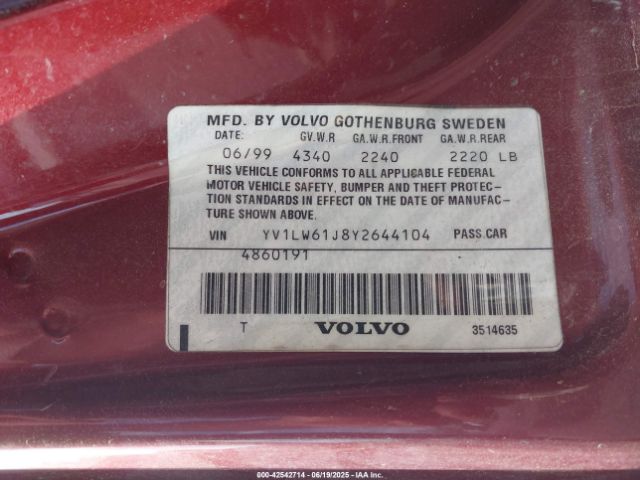 MFD. BY VOLVO GOTHENBURG SWEDEN
DATE: GV.W.R GA.W.R.FRONT GA.W.R.REAR
06/99 4340 2240 2220 LB
THIS VEHICLE CONFORMS TO ALL APPLICABLE FEDERAL
MOTOR VEHICLE SAFETY, BUMPER AND THEFT PROTEC-
TION STANDARDS IN EFFECT ON THE DATE OF MANUFAC-
TURE SHOWN ABOVE.
VIN YV1LW61J8Y2644104 PASS.CAR
4860191
T VOLVO 3514635
000-42542714 - 06/19/2025 - IAA Inc.